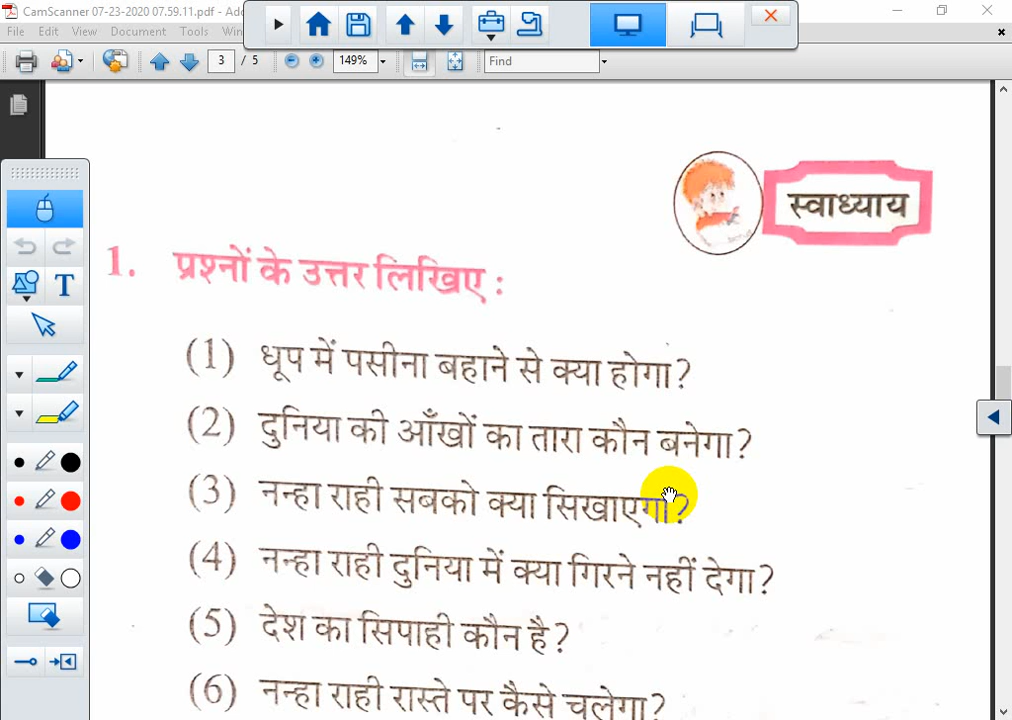 CamScanner 07-23-2020 07.59.11.pdf - Ado
File Edit View Document Tools Win
3 / 5 149% Find
स्वाध्याय
1. प्रश्नों के उत्तर लिखिए :
(1) धूप में पसीना बहाने से क्या होगा?
(2) दुनिया की आँखों का तारा कौन बनेगा?
(3) नन्हा राही सबको क्या सिखाएगा?
(4) नन्हा राही दुनिया में क्या गिरने नहीं देगा?
(5) देश का सिपाही कौन है?
(6) नन्हा राही रास्ते पर कैसे चलेगा?
T